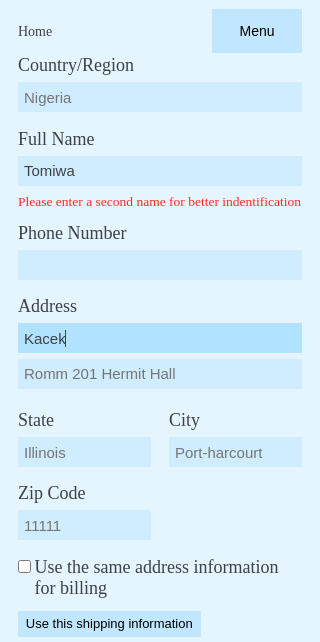 Home
Menu
Country/Region
Nigeria
Full Name
Tomiwa
Please enter a second name for better indentification
Phone Number
Address
Kacek
Romm 201 Hermit Hall
State
City
Illinois
Port-harcourt
Zip Code
11111
Use the same address information
for billing
Use this shipping information